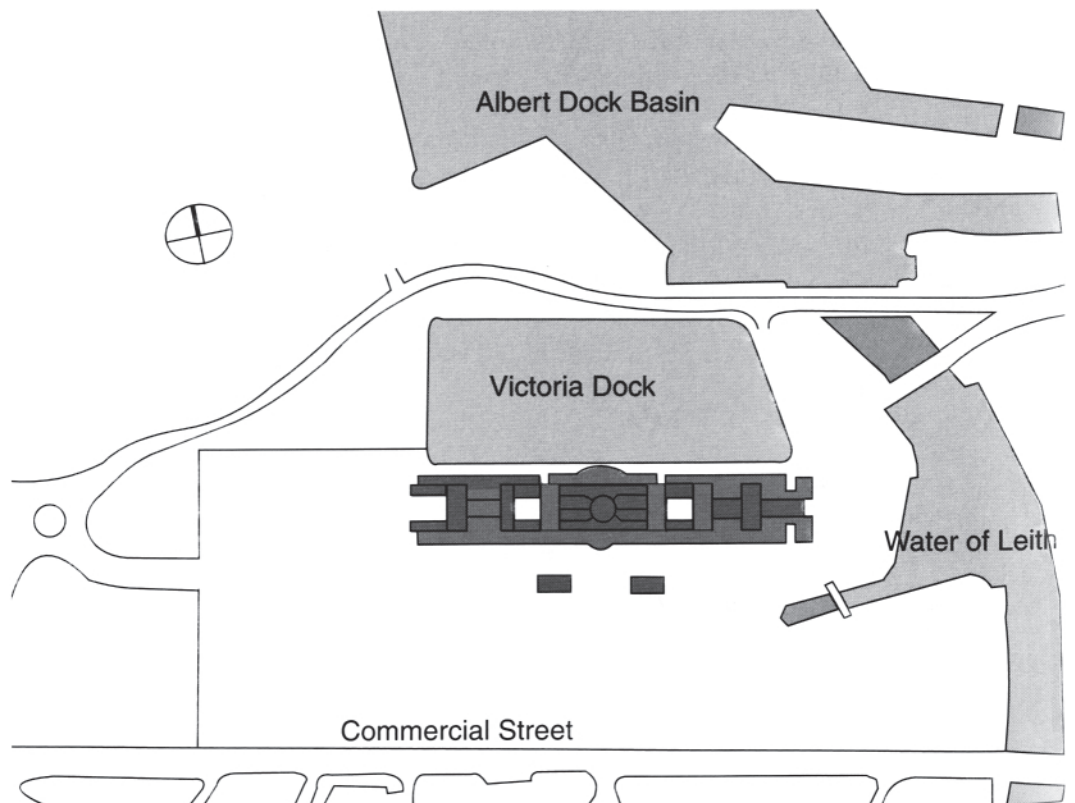 Albert Dock Basin
Victoria Dock
Water of Leith
Commercial Street